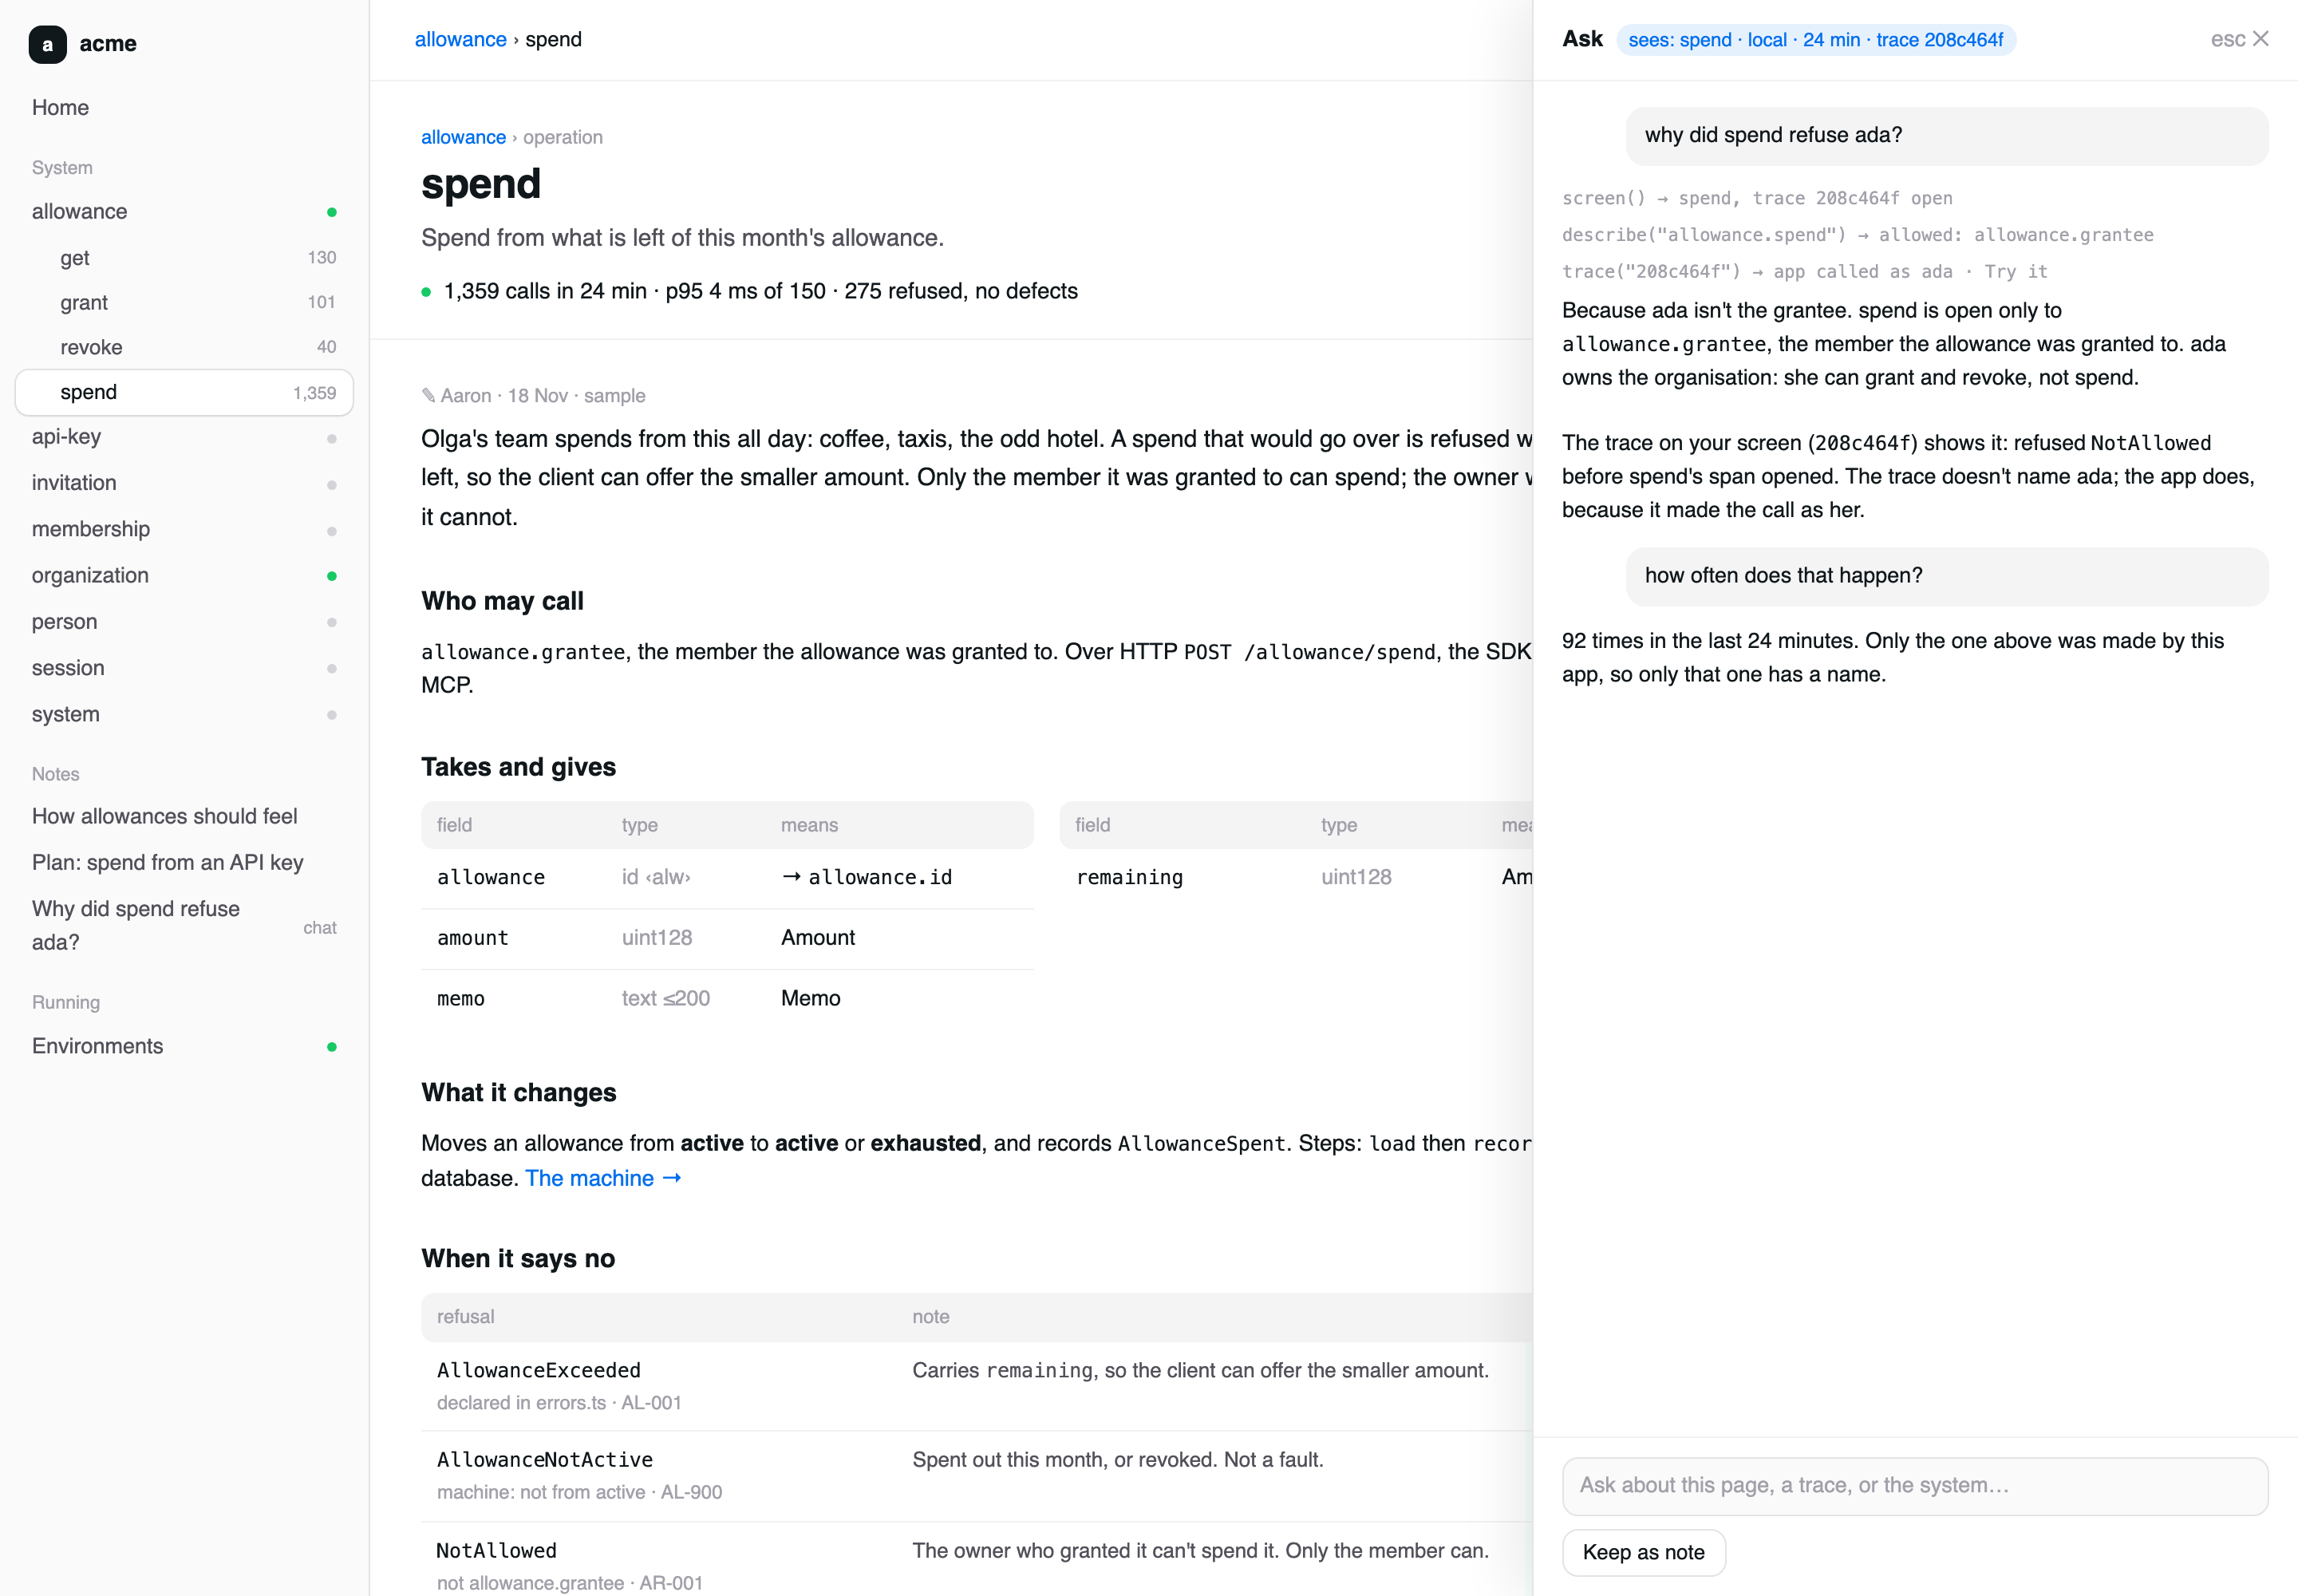 a acme
Home
System
allowance
get 130
grant 101
revoke 40
spend 1,359
api-key
invitation
membership
organization
person
session
system
Notes
How allowances should feel
Plan: spend from an API key
Why did spend refuse
ada?
chat
Running
Environments
allowance › spend
allowance › operation
spend
Spend from what is left of this month's allowance.
1,359 calls in 24 min · p95 4 ms of 150 · 275 refused, no defects
✎ Aaron · 18 Nov · sample
Olga's team spends from this all day: coffee, taxis, the odd hotel. A spend that would go over is refused w
left, so the client can offer the smaller amount. Only the member it was granted to can spend; the owner
it cannot.
Who may call
allowance.grantee, the member the allowance was granted to. Over HTTP POST /allowance/spend, the SDK
MCP.
Takes and gives
field type means
allowance id ‹alw› → allowance.id
amount uint128 Amount
memo text ≤200 Memo
field type mea
remaining uint128 Am
What it changes
Moves an allowance from active to active or exhausted, and records AllowanceSpent. Steps: load then recor
database. The machine →
When it says no
refusal note
AllowanceExceeded Carries remaining, so the client can offer the smaller amount.
declared in errors.ts · AL-001
AllowanceNotActive Spent out this month, or revoked. Not a fault.
machine: not from active · AL-900
NotAllowed The owner who granted it can't spend it. Only the member can.
not allowance.grantee · AR-001
Ask sees: spend · local · 24 min · trace 208c464f esc ×
why did spend refuse ada?
screen() → spend, trace 208c464f open
describe("allowance.spend") → allowed: allowance.grantee
trace("208c464f") → app called as ada · Try it
Because ada isn't the grantee. spend is open only to
allowance.grantee, the member the allowance was granted to. ada
owns the organisation: she can grant and revoke, not spend.
The trace on your screen (208c464f) shows it: refused NotAllowed
before spend's span opened. The trace doesn't name ada; the app does,
because it made the call as her.
how often does that happen?
92 times in the last 24 minutes. Only the one above was made by this
app, so only that one has a name.
Ask about this page, a trace, or the system…
Keep as note